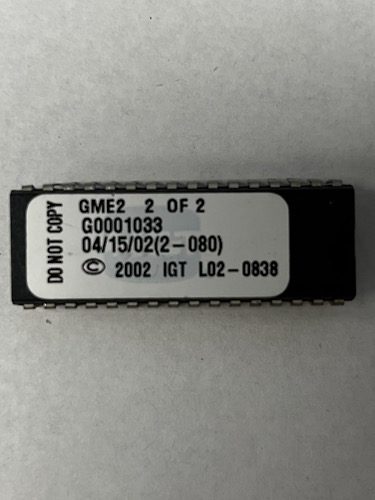 DO NOT COPY
GME2 2 OF 2
G0001033
04/15/02(2-080)
© 2002 IGT L02-0838